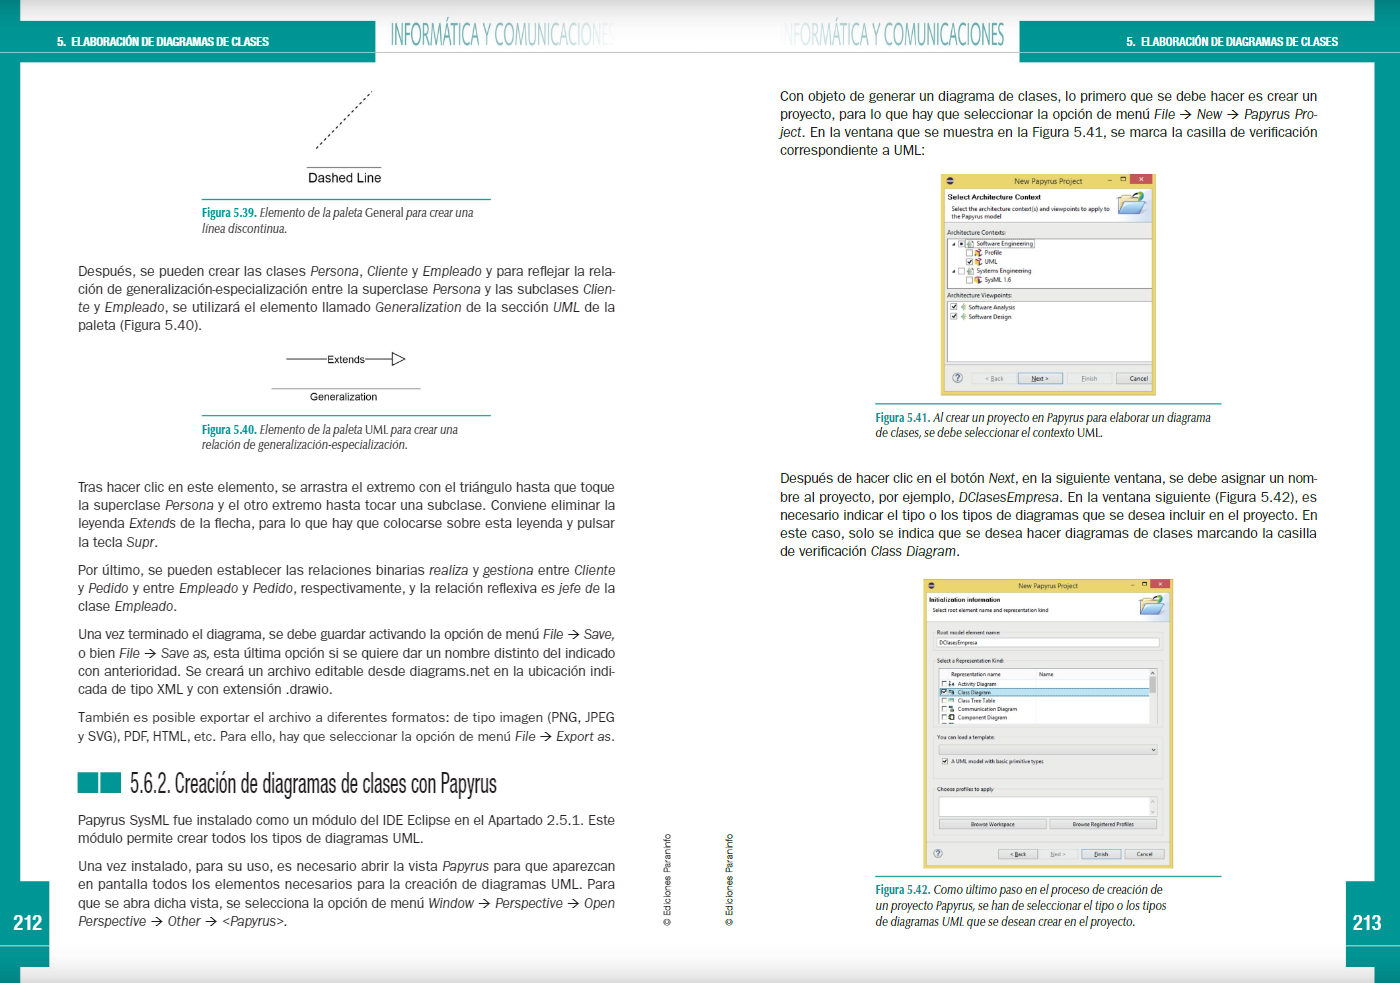 5. ELABORACIÓN DE DIAGRAMAS DE CLASES
INFORMÁTICA Y COMUNICACIONES
Dashed Line
Figura 5.39. Elemento de la paleta General para crear una
línea discontinua.
Después, se pueden crear las clases Persona, Cliente y Empleado y para reflejar la rela-
ción de generalización-especialización entre la superclase Persona y las subclases Clien-
te y Empleado, se utilizará el elemento llamado Generalization de la sección UML de la
paleta (Figura 5.40).
Extends
Generalization
Figura 5.40. Elemento de la paleta UML para crear una
relación de generalización-especialización.
Tras hacer clic en este elemento, se arrastra el extremo con el triángulo hasta que toque
la superclase Persona y el otro extremo hasta tocar una subclase. Conviene eliminar la
leyenda Extends de la flecha, para lo que hay que colocarse sobre esta leyenda y pulsar
la tecla Supr.
Por último, se pueden establecer las relaciones binarias realiza y gestiona entre Cliente
y Pedido y entre Empleado y Pedido, respectivamente, y la relación reflexiva es jefe de la
clase Empleado.
Una vez terminado el diagrama, se debe guardar activando la opción de menú File → Save,
o bien File → Save as, esta última opción si se quiere dar un nombre distinto del indicado
con anterioridad. Se creará un archivo editable desde diagrams.net en la ubicación indi-
cada de tipo XML y con extensión .drawio.
También es posible exportar el archivo a diferentes formatos: de tipo imagen (PNG, JPEG
y SVG), PDF, HTML, etc. Para ello, hay que seleccionar la opción de menú File → Export as.
5.6.2. Creación de diagramas de clases con Papyrus
Papyrus SysML fue instalado como un módulo del IDE Eclipse en el Apartado 2.5.1. Este
módulo permite crear todos los tipos de diagramas UML.
Una vez instalado, para su uso, es necesario abrir la vista Papyrus para que aparezcan
en pantalla todos los elementos necesarios para la creación de diagramas UML. Para
que se abra dicha vista, se selecciona la opción de menú Window → Perspective → Open
Perspective → Other → <Papyrus>.
212
© Ediciones Paraninfo
INFORMÁTICA Y COMUNICACIONES
5. ELABORACIÓN DE DIAGRAMAS DE CLASES
Con objeto de generar un diagrama de clases, lo primero que se debe hacer es crear un
proyecto, para lo que hay que seleccionar la opción de menú File → New → Papyrus Pro-
ject. En la ventana que se muestra en la Figura 5.41, se marca la casilla de verificación
correspondiente a UML:
New Papyrus Project
Select Architecture Context
Select the architecture context(s) and viewpoints to apply to
the Papyrus model
Architecture Contexts:
Software Engineering
Profile
UML
Systems Engineering
SysML 1.6
Architecture Viewpoints:
Software Analysis
Software Design
< Back Next > Finish Cancel
Figura 5.41. Al crear un proyecto en Papyrus para elaborar un diagrama
de clases, se debe seleccionar el contexto UML.
Después de hacer clic en el botón Next, en la siguiente ventana, se debe asignar un nom-
bre al proyecto, por ejemplo, DClasesEmpresa. En la ventana siguiente (Figura 5.42), es
necesario indicar el tipo o los tipos de diagramas que se desea incluir en el proyecto. En
este caso, solo se indica que se desea hacer diagramas de clases marcando la casilla
de verificación Class Diagram.
New Papyrus Project
Initialization information
Select root element name and representation kind
Root model element name
DClasesEmpresa
Select a Representation Kind:
Representation name Name
Activity Diagram
Class Diagram
Class Tree Table
Communication Diagram
Component Diagram
You can load a template:
A UML model with basic primitive types
Choose profiles to apply
Browse Workspace Browse Registered Profiles
< Back Next > Finish Cancel
Figura 5.42. Como último paso en el proceso de creación de
un proyecto Papyrus, se han de seleccionar el tipo o los tipos
de diagramas UML que se desean crear en el proyecto.
© Ediciones Paraninfo
213